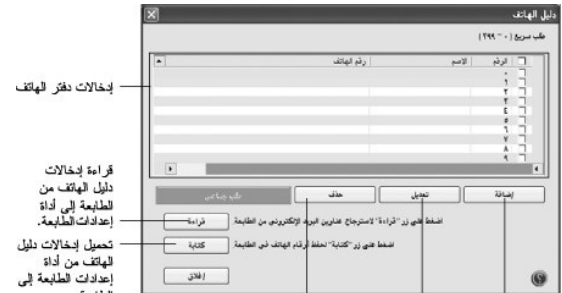 دليل الهاتف
طلب سريع (٠ - ٢٩٩)
الرقم الاسم رقم الهاتف
٠
١
٢
٣
٤
٥
٦
٧
٨
٩
إدخالات دفتر الهاتف
إضافة تعديل حذف طلب جماعي
اضغط على زر "قراءة" لاسترجاع عناوين البريد الإلكتروني من الطابعة. قراءة
اضغط على زر "كتابة" لحفظ أرقام الهاتف في الطابعة. كتابة
إغلاق
قراءة إدخالات
دليل الهاتف من
الطابعة إلى أداة
إعدادات الطابعة.
تحميل إدخالات دليل
الهاتف من أداة
إعدادات الطابعة إلى